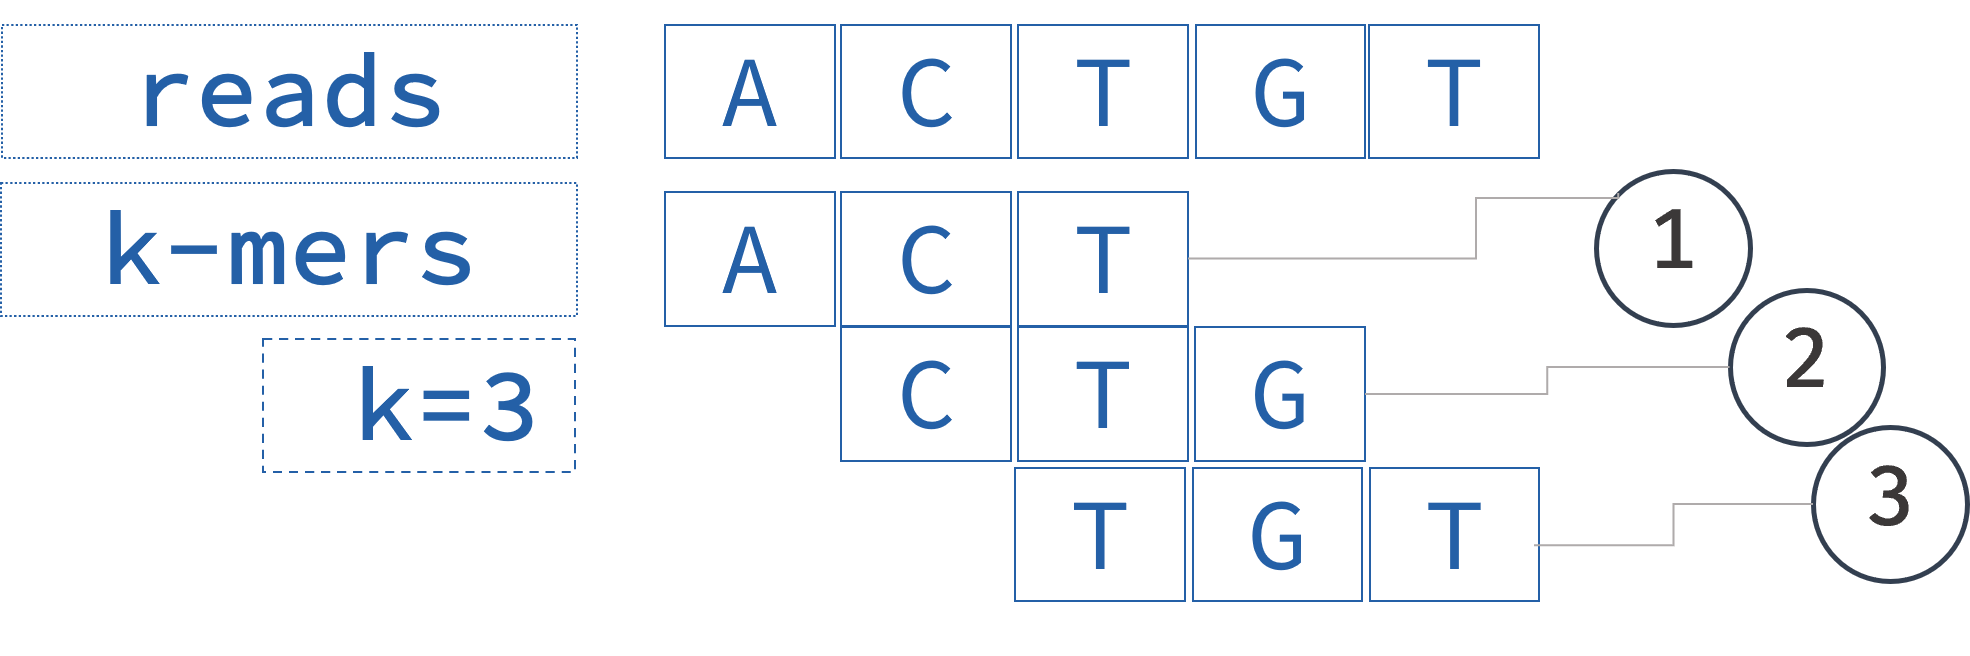 reads A C T G T
k-mers A C T 1
k=3 C T G 2
T G T 3